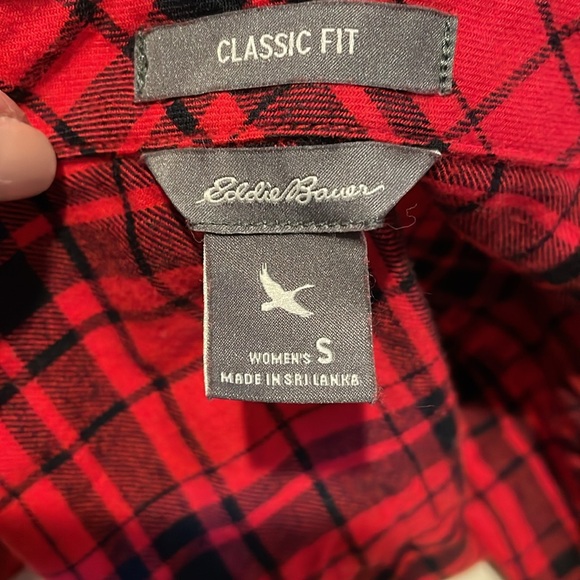 CLASSIC FIT
Eddie Bauer
WOMEN'S S
MADE IN SRI LANKA